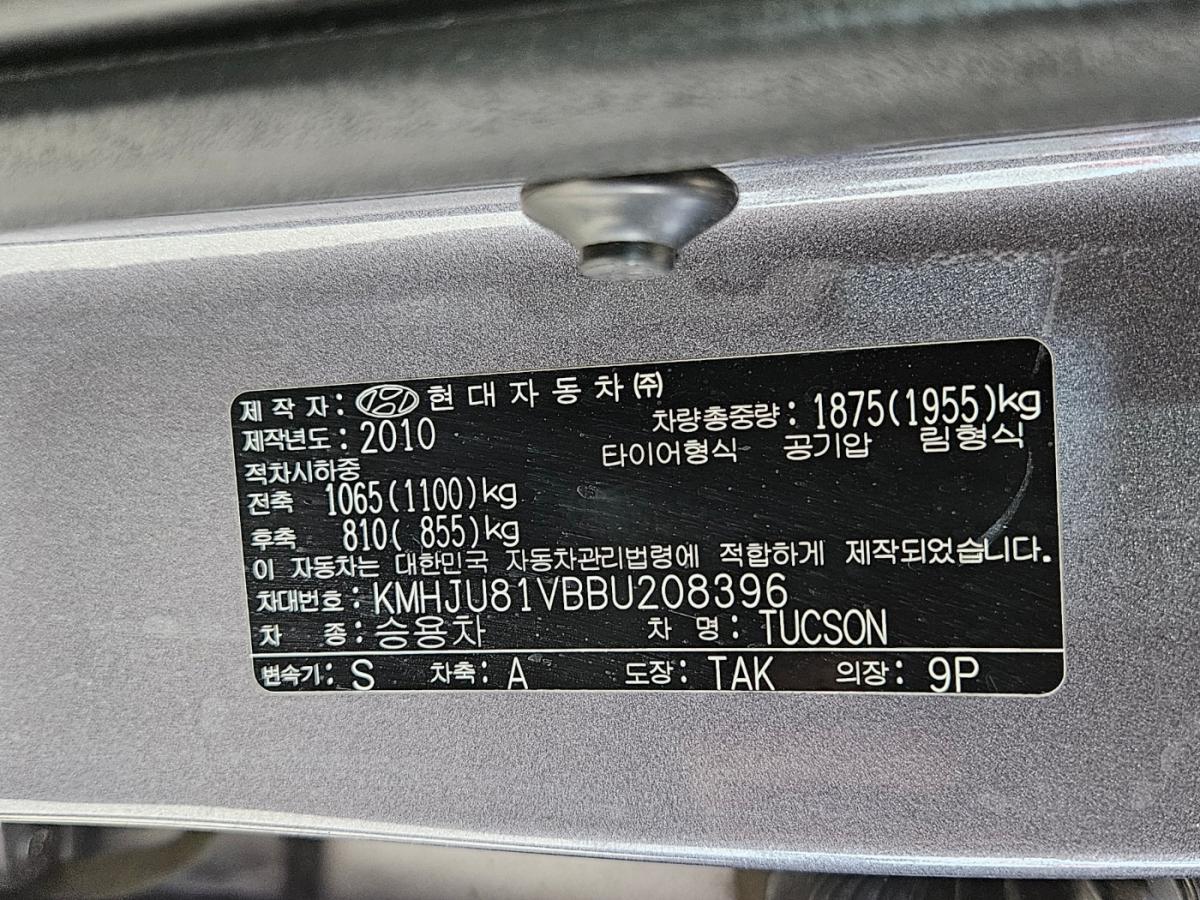 제 작 자 : 현 대 자 동 차 ㈜
제작년도 : 2010 차량총중량 : 1875(1955)kg
타이어형식 공기압 림형식
적차시하중
전축 1065(1100)kg
후축 810( 855)kg
이 자동차는 대한민국 자동차관리법령에 적합하게 제작되었습니다.
차대번호 : KMHJU81VBBU208396
차 종 : 승용차 차 명 : TUCSON
변속기 : S 차축 : A 도장 : TAK 의장 : 9P